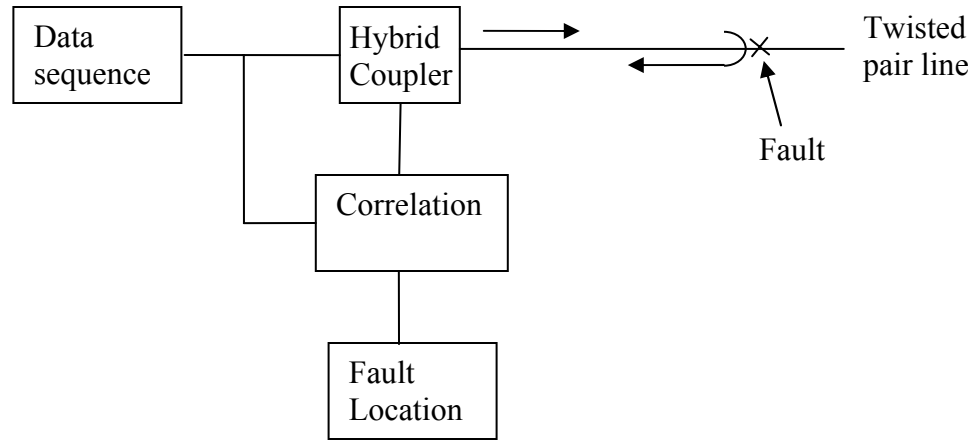 Data
sequence
Hybrid
Coupler
Twisted
pair line
Fault
Correlation
Fault
Location